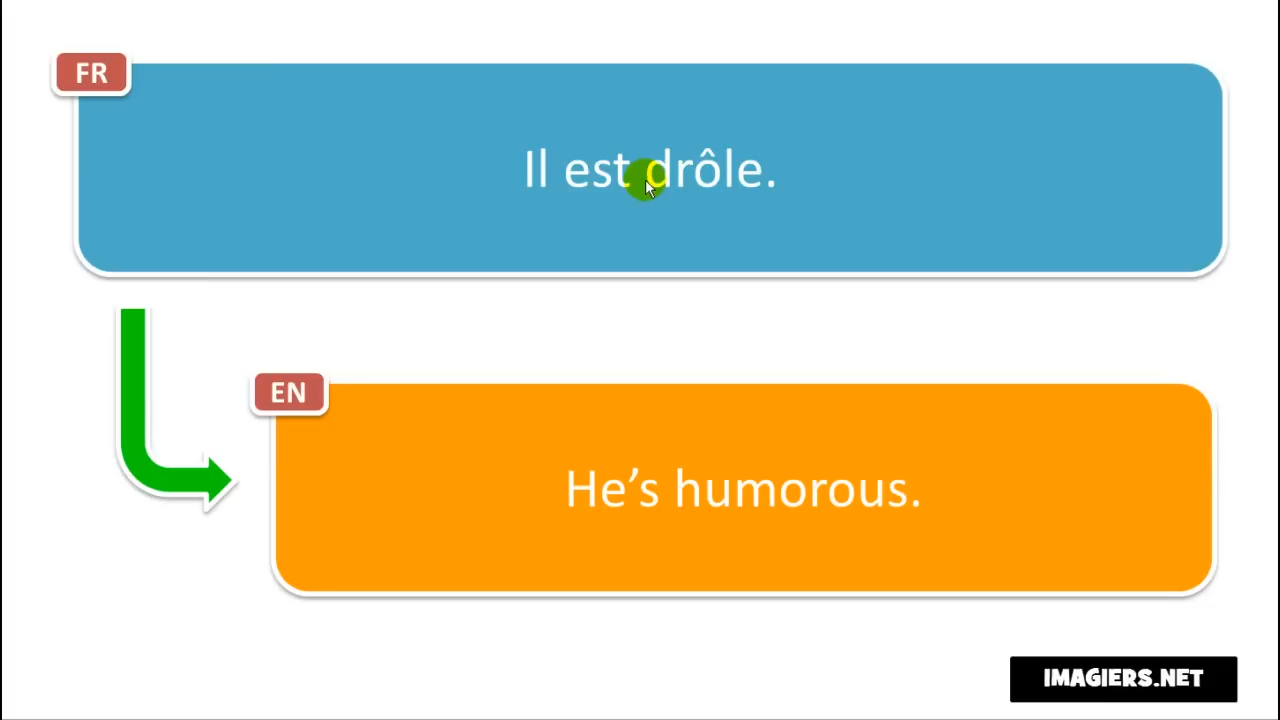 FR
Il est drôle.
EN
He’s humorous.
IMAGIERS.NET